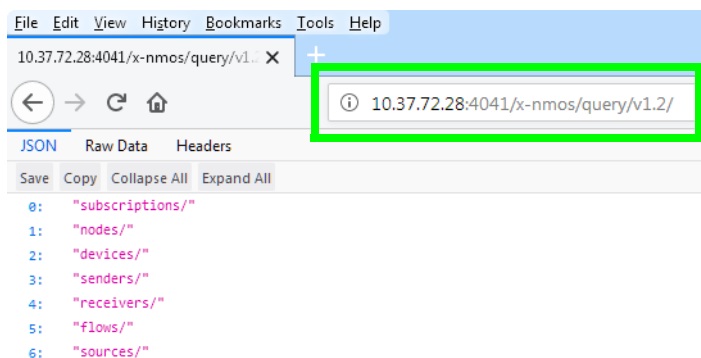 File Edit View History Bookmarks Tools Help
10.37.72.28:4041/x-nmos/query/v1.2
10.37.72.28:4041/x-nmos/query/v1.2/
JSON Raw Data Headers
Save Copy Collapse All Expand All
0: "subscriptions/"
1: "nodes/"
2: "devices/"
3: "senders/"
4: "receivers/"
5: "flows/"
6: "sources/"